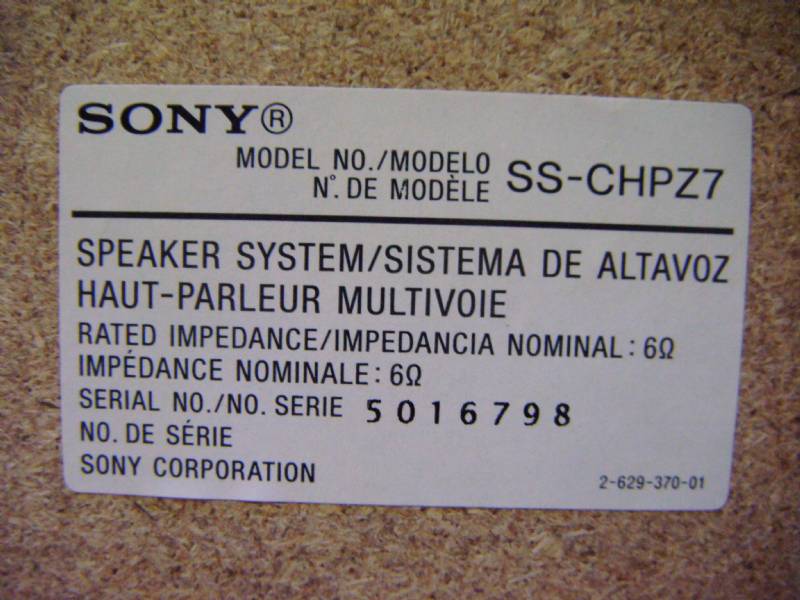 SONY®
MODEL NO./MODELO
N°. DE MODÈLE
SS-CHPZ7
SPEAKER SYSTEM/SISTEMA DE ALTAVOZ
HAUT-PARLEUR MULTIVOIE
RATED IMPEDANCE/IMPEDANCIA NOMINAL: 6Ω
IMPÉDANCE NOMINALE: 6Ω
SERIAL NO./NO. SERIE 5016798
NO. DE SÉRIE
SONY CORPORATION
2-629-370-01